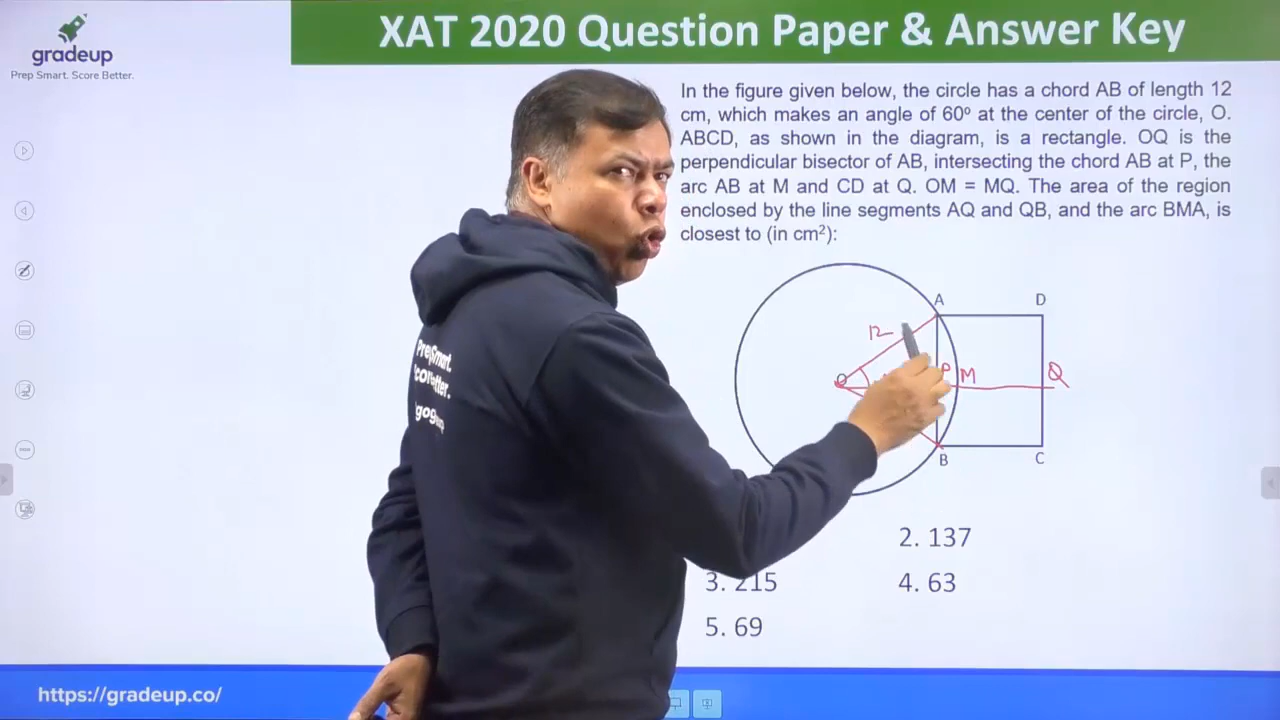 XAT 2020 Question Paper & Answer Key
gradeup
Prep Smart. Score Better.
In the figure given below, the circle has a chord AB of length 12
cm, which makes an angle of 60º at the center of the circle, O.
ABCD, as shown in the diagram, is a rectangle. OQ is the
perpendicular bisector of AB, intersecting the chord AB at P, the
arc AB at M and CD at Q. OM = MQ. The area of the region
enclosed by the line segments AQ and QB, and the arc BMA, is
closest to (in cm²):
A D
12
O P M Q
B C
2. 137
3. 215 4. 63
5. 69
https://gradeup.co/